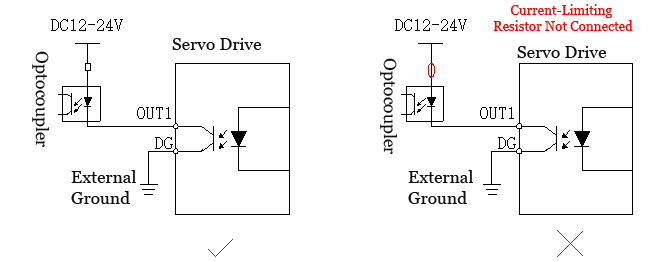 DC12-24V
Servo Drive
Optocoupler
OUT1
DG
External
Ground
Current-Limiting
Resistor Not Connected
DC12-24V
Servo Drive
Optocoupler
OUT1
DG
External
Ground